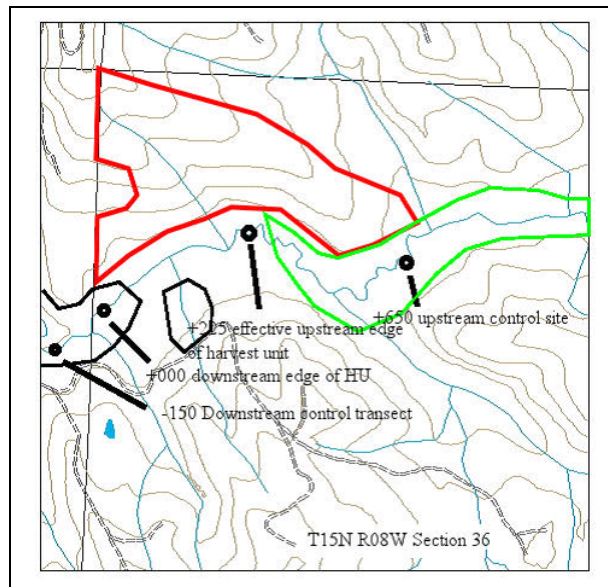 +650 upstream control site
+225 effective upstream edge
of harvest unit
+000 downstream edge of HU
-150 Downstream control transect
T15N R08W Section 36